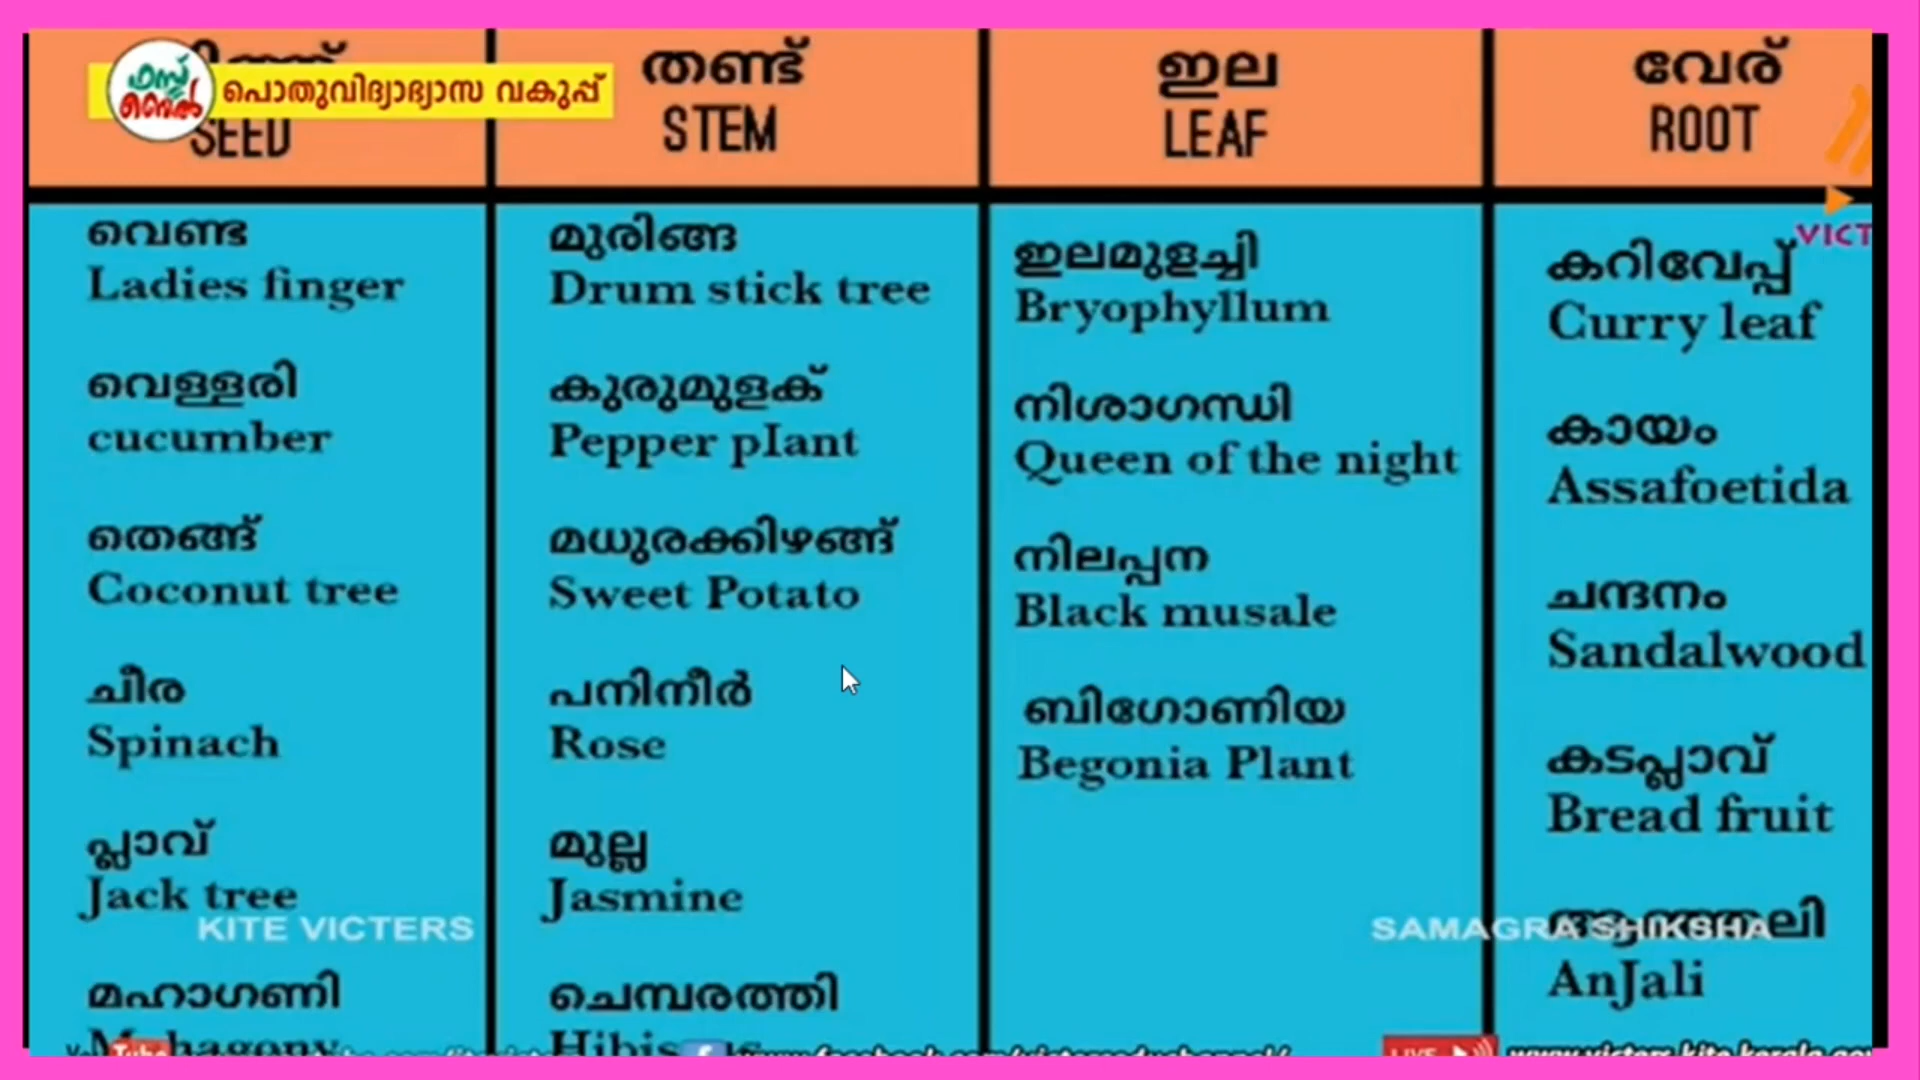 പൊതുവിദ്യാഭ്യാസ വകുപ്പ്
SEED
വെണ്ട
Ladies finger
വെള്ളരി
cucumber
തെങ്ങ്
Coconut tree
ചീര
Spinach
പ്ലാവ്
Jack tree
KITE VICTERS
മഹാഗണി
Mahagony
തണ്ട്
STEM
മുരിങ്ങ
Drum stick tree
കുരുമുളക്
Pepper pIant
മധുരക്കിഴങ്ങ്
Sweet Potato
പനിനീർ
Rose
മുല്ല
Jasmine
ചെമ്പരത്തി
ഇല
LEAF
ഇലമുളച്ചി
Bryophyllum
നിശാഗന്ധി
Queen of the night
നിലപ്പന
Black musale
ബിഗോണിയ
Begonia Plant
വേര്
ROOT
VICT
കറിവേപ്പ്
Curry leaf
കായം
Assafoetida
ചന്ദനം
Sandalwood
കടപ്ലാവ്
Bread fruit
SAMAGRA SHIKSHA
AnJali